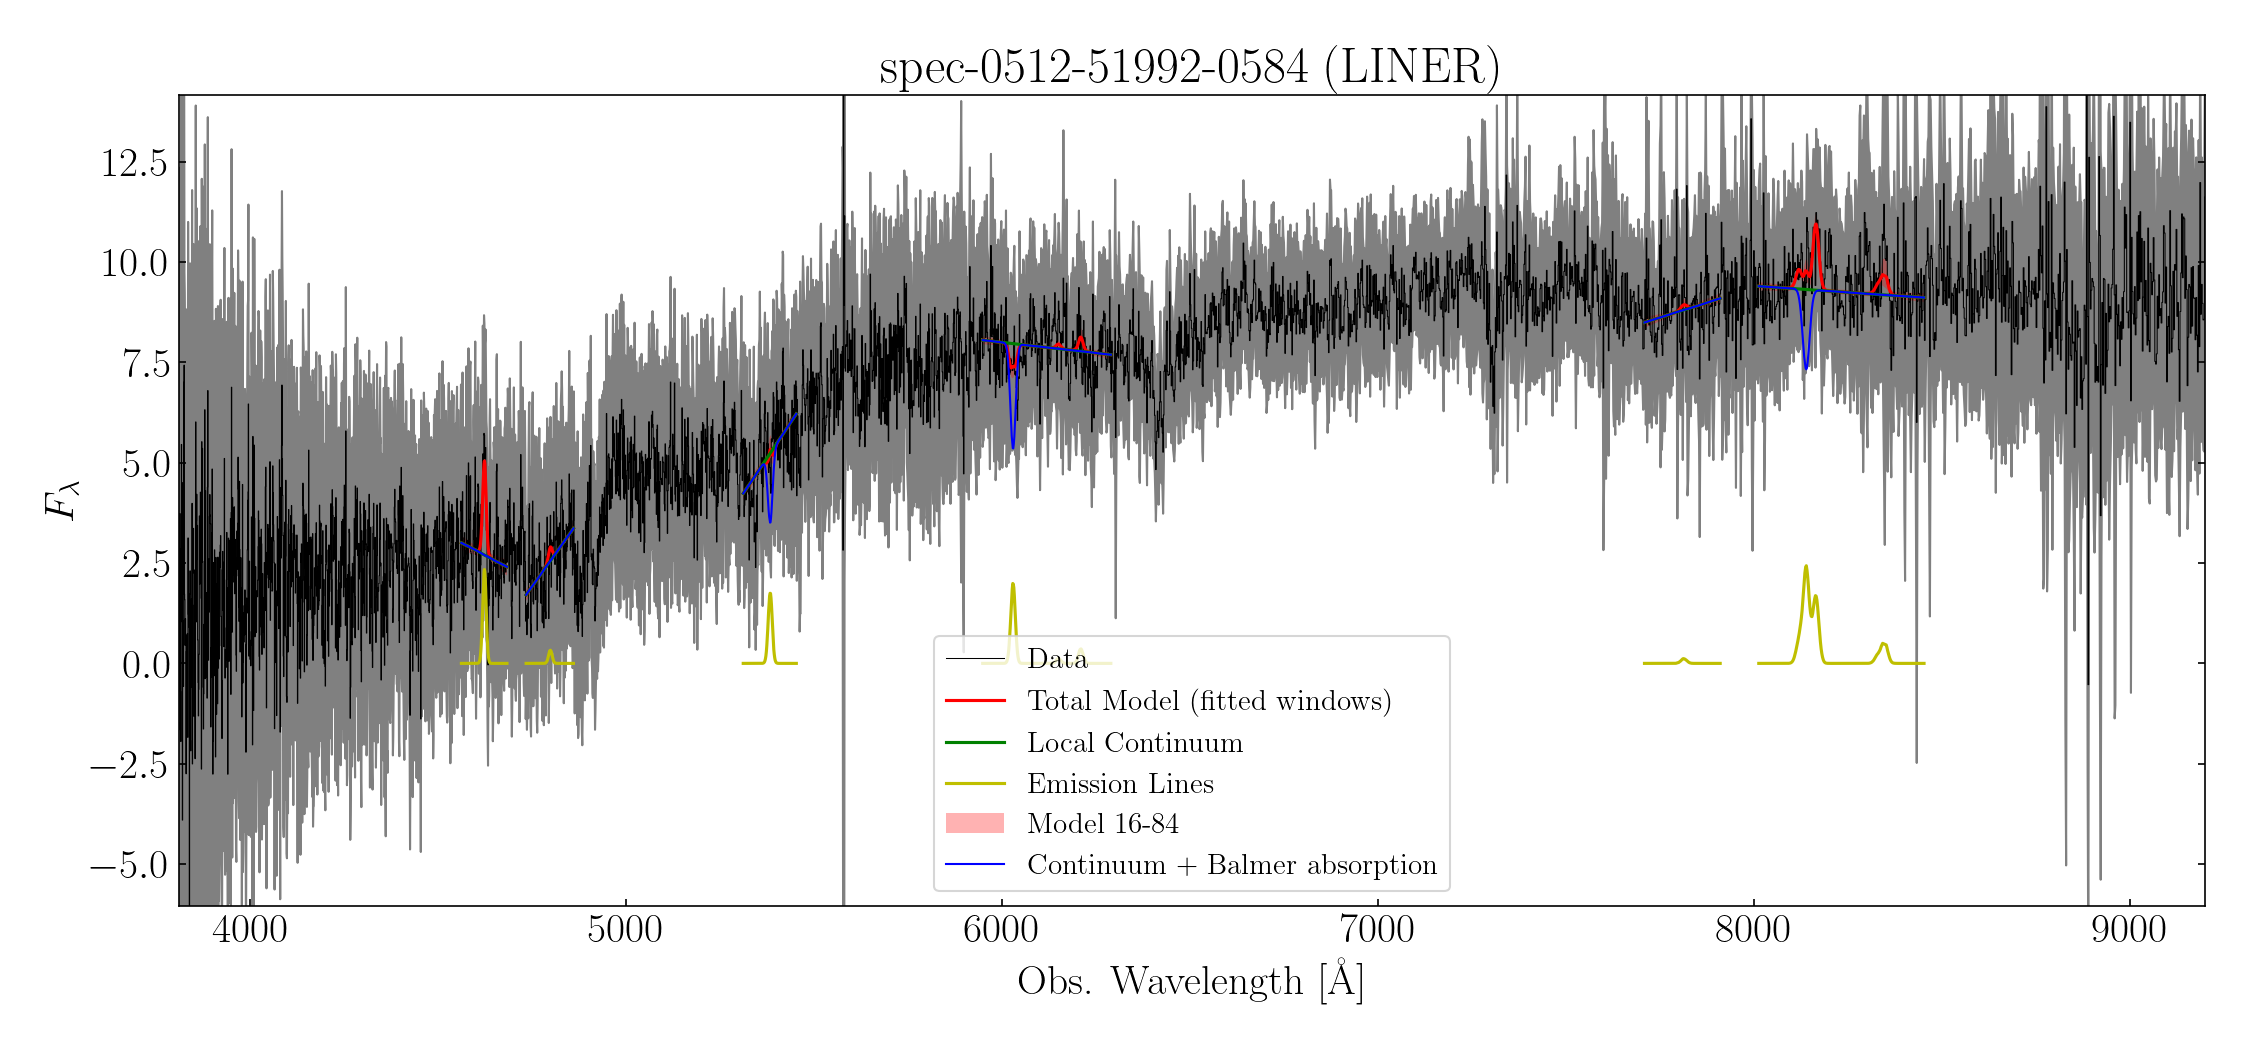 spec-0512-51992-0584 (LINER)
12.5
10.0
7.5
5.0
2.5
0.0
−2.5
−5.0
Fλ
4000 5000 6000 7000 8000 9000
Obs. Wavelength [Å]
Data
Total Model (fitted windows)
Local Continuum
Emission Lines
Model 16-84
Continuum + Balmer absorption